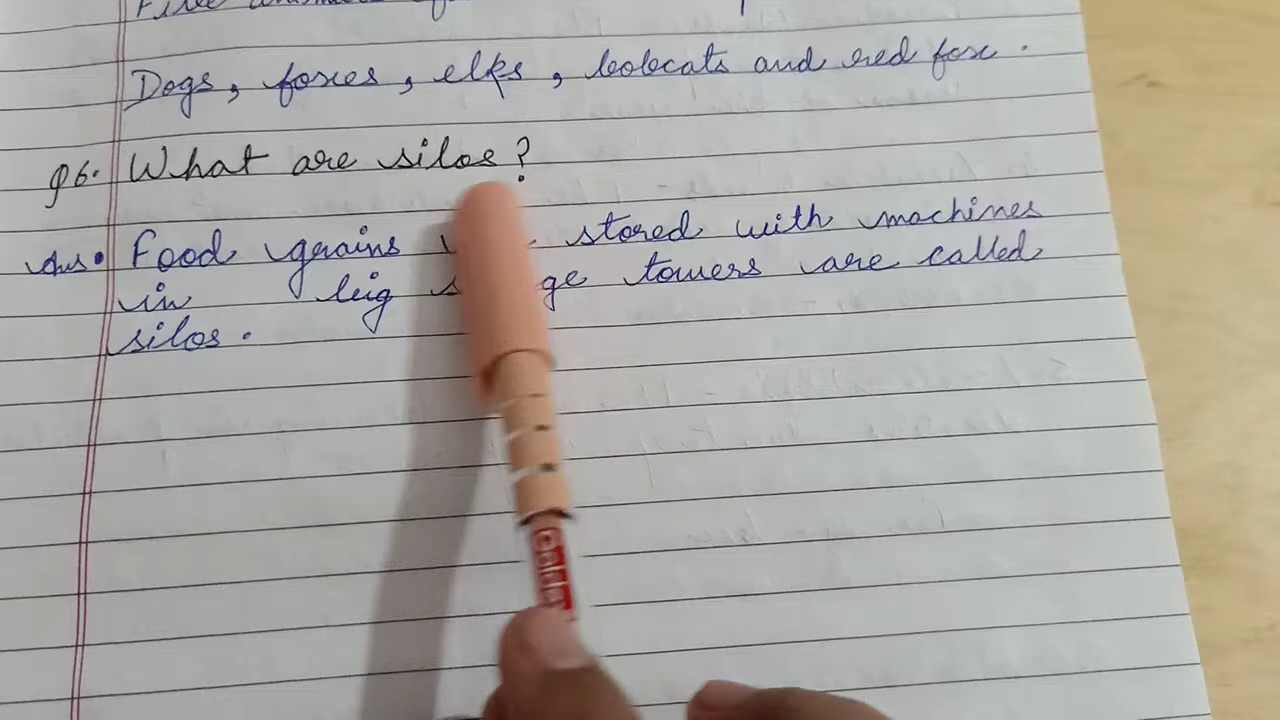 Dogs, foxes, elks, bobcats and red fox.
Q6. What are silos?
Ans. Food grains stored with machines
in big towers are called
silos.